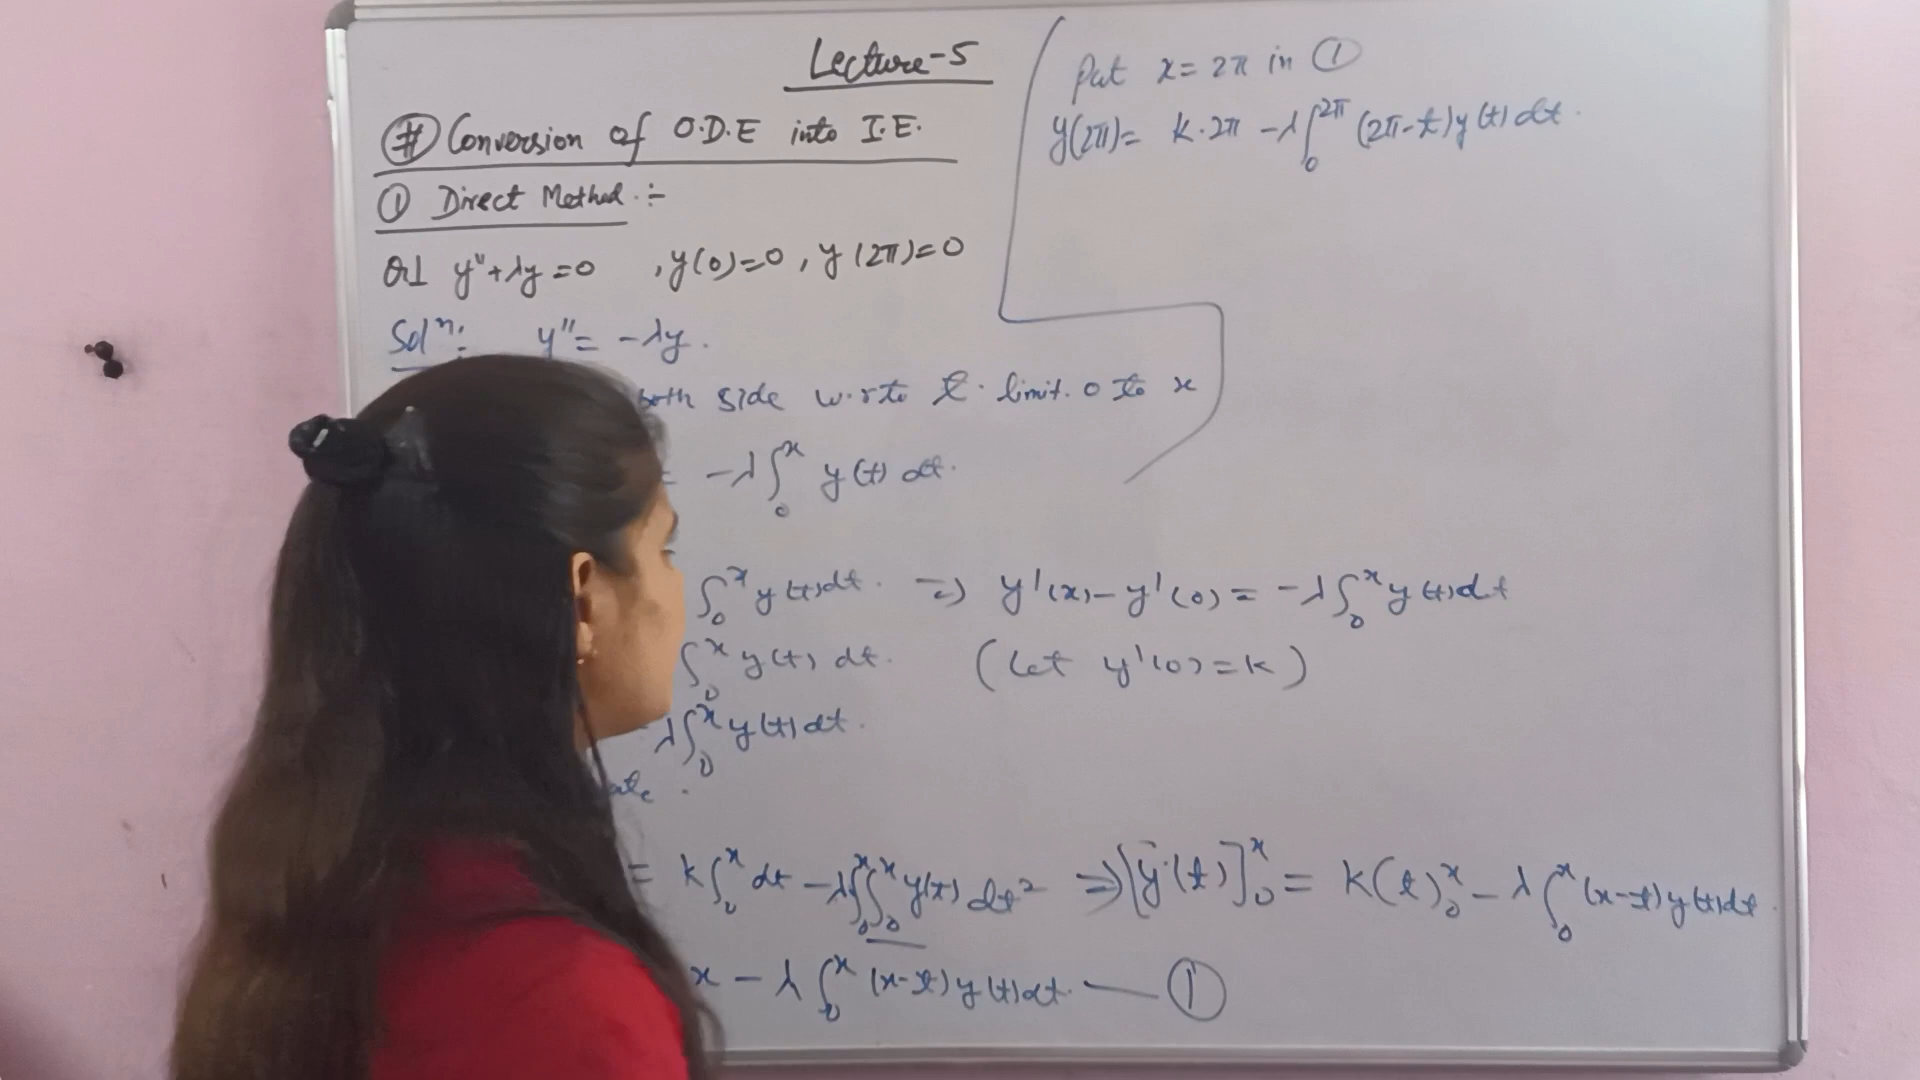 Lecture-5
# Conversion of O.D.E into I.E.
① Direct Method :-
Q1 y''+λy=0 , y(0)=0, y(2π)=0
Solⁿ: y''= -λy.
both side w.r to t. limit. 0 to x
= -λ∫₀ˣ y(t) dt.
∫₀ˣ y(t)dt. => y'(x)-y'(0)= -λ∫₀ˣ y(t)dt
∫₀ˣ y(t) dt. (let y'(0)=k)
λ∫₀ˣ y(t)dt.
ate.
= k∫₀ˣ dt -λ∫₀ˣ∫₀ˣ y(t) dt² => [y(t)]₀ˣ = k(t)₀ˣ - λ∫₀ˣ (x-t)y(t)dt.
x - λ∫₀ˣ (x-t)y(t)dt. — ①
Put x= 2π in ①
y(2π)= k.2π -λ∫₀²π (2π-t)y(t)dt.